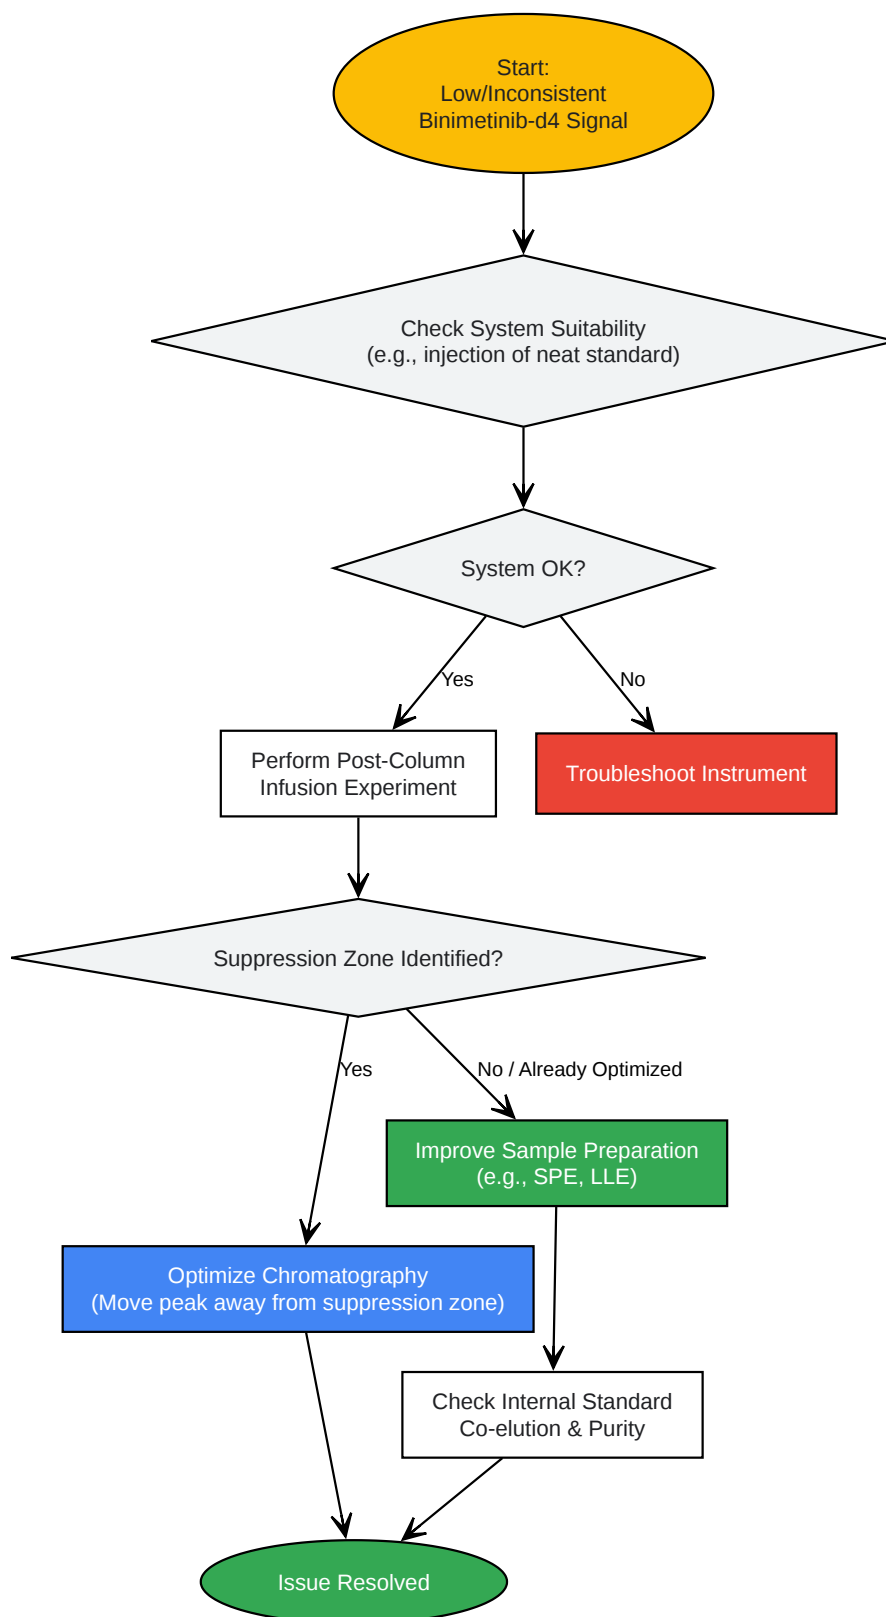 Start:
Low/Inconsistent
Binimetinib-d4 Signal
Check System Suitability
(e.g., injection of neat standard)
System OK?
Yes
No
Perform Post-Column
Infusion Experiment
Troubleshoot Instrument
Suppression Zone Identified?
Yes
No / Already Optimized
Improve Sample Preparation
(e.g., SPE, LLE)
Optimize Chromatography
(Move peak away from suppression zone)
Check Internal Standard
Co-elution & Purity
Issue Resolved